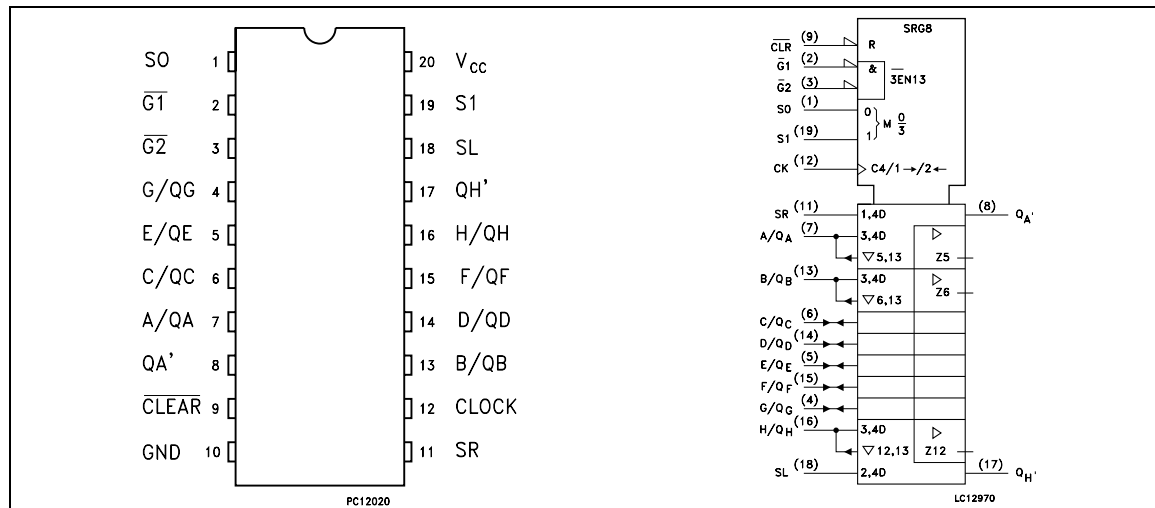 S0 1 20 VCC
G1 2 19 S1
G2 3 18 SL
G/QG 4 17 QH'
E/QE 5 16 H/QH
C/QC 6 15 F/QF
A/QA 7 14 D/QD
QA' 8 13 B/QB
CLEAR 9 12 CLOCK
GND 10 11 SR
PC12020
SRG8
CLR (9) R
G1 (2) &
3EN13
G2 (3)
S0 (1) 0
M 0/3
S1 (19) 1
CK (12) C4/1 →/2←
SR (11) 1,4D (8) QA'
A/QA (7) 3,4D ▷
▽5,13 Z5
B/QB (13) 3,4D ▷
▽6,13 Z6
C/QC (6)
D/QD (14)
E/QE (5)
F/QF (15)
G/QG (4)
H/QH (16) 3,4D ▷
▽12,13 Z12
SL (18) 2,4D (17) QH'
LC12970